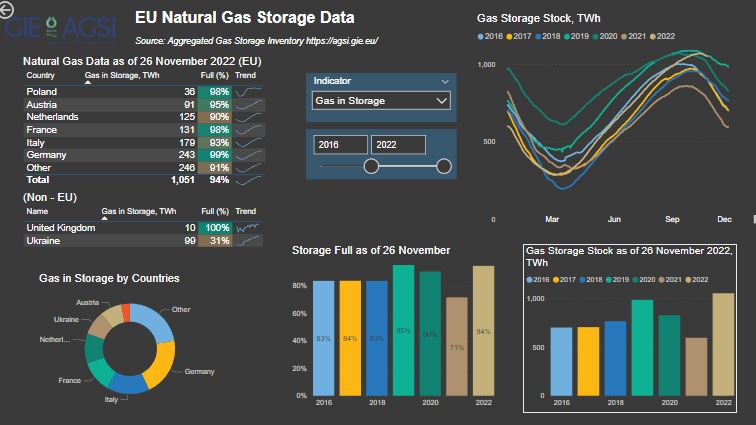 GIE AGSI
EU Natural Gas Storage Data
Source: Aggregated Gas Storage Inventory https://agsi.gie.eu/
Natural Gas Data as of 26 November 2022 (EU)
Country Gas in Storage, TWh Full (%) Trend
Poland 36 98%
Austria 91 95%
Netherlands 125 90%
France 131 98%
Italy 179 93%
Germany 243 99%
Other 246 91%
Total 1,051 94%
(Non - EU)
Name Gas in Storage, TWh Full (%) Trend
United Kingdom 10 100%
Ukraine 99 31%
Indicator
Gas in Storage
2016 2022
Gas Storage Stock, TWh
2016 2017 2018 2019 2020 2021 2022
1,000
500
0
Mar Jun Sep Dec
Gas in Storage by Countries
Austria
Other
Ukraine
Netherl...
Germany
France
Italy
Storage Full as of 26 November
80%
60%
40%
20%
0%
83% 84% 83% 95% 90% 71% 94%
2016 2018 2020 2022
Gas Storage Stock as of 26 November 2022,
TWh
2016 2017 2018 2019 2020 2021 2022
1,000
500
0
2016 2018 2020 2022